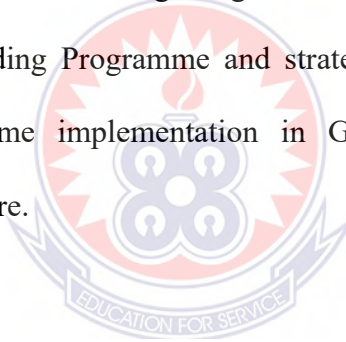 ding Programme and strate
me implementation in G
re.
EDUCATION FOR SERVICE